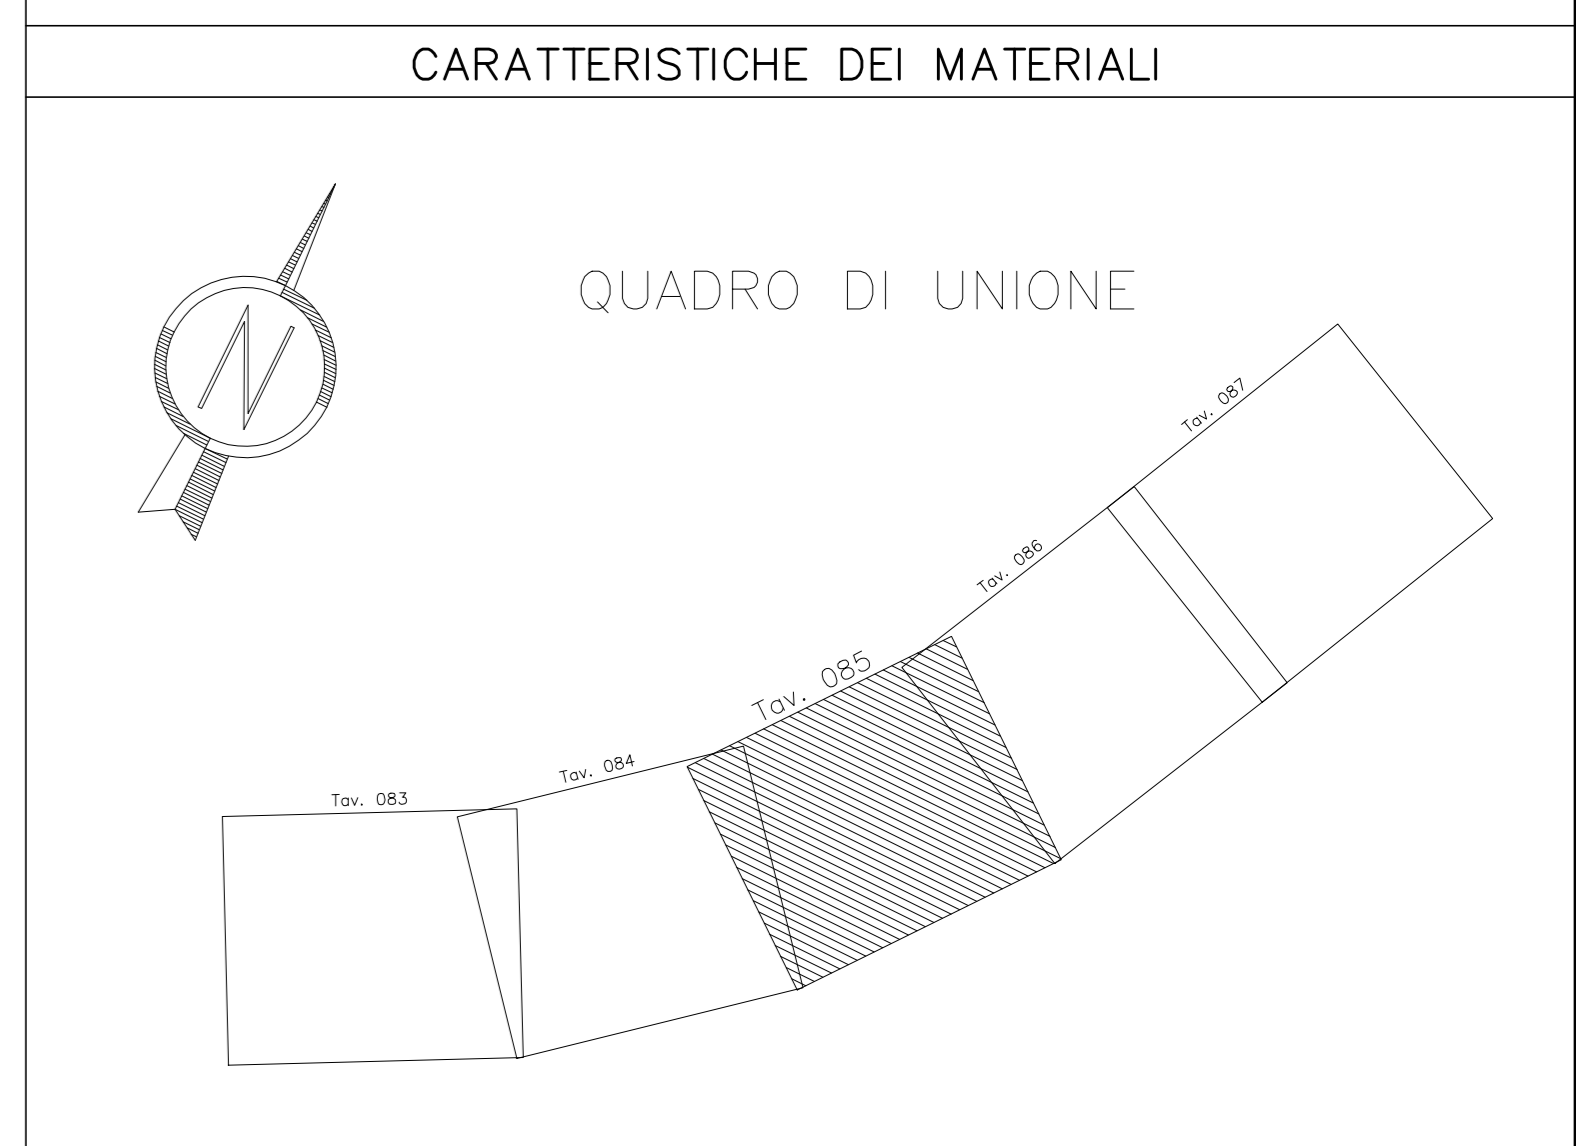 CARATTERISTICHE DEI MATERIALI
QUADRO DI UNIONE
N
Tav. 083
Tav. 084
Tav. 085
Tav. 086
Tav. 087